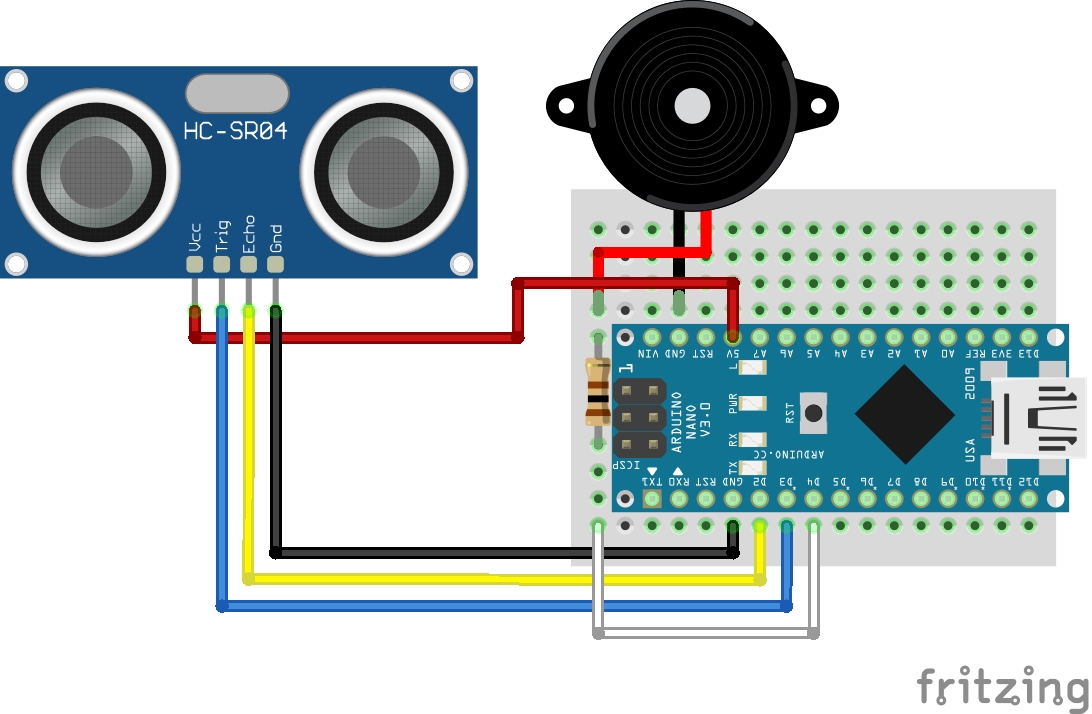 HC-SR04
Vcc
Trig
Echo
Gnd
VIN GND RST 5V A7 A6 A5 A4 A3 A2 A1 A0 REF 3V3 D13
1
L
PWR
RX
TX
RST
ARDUINO
NANO
V3.0
ICSP
ARDUINO.CC
2009
USA
TX1 RX0 RST GND D2 D3 D4 D5 D6 D7 D8 D9 D10 D11 D12
fritzing